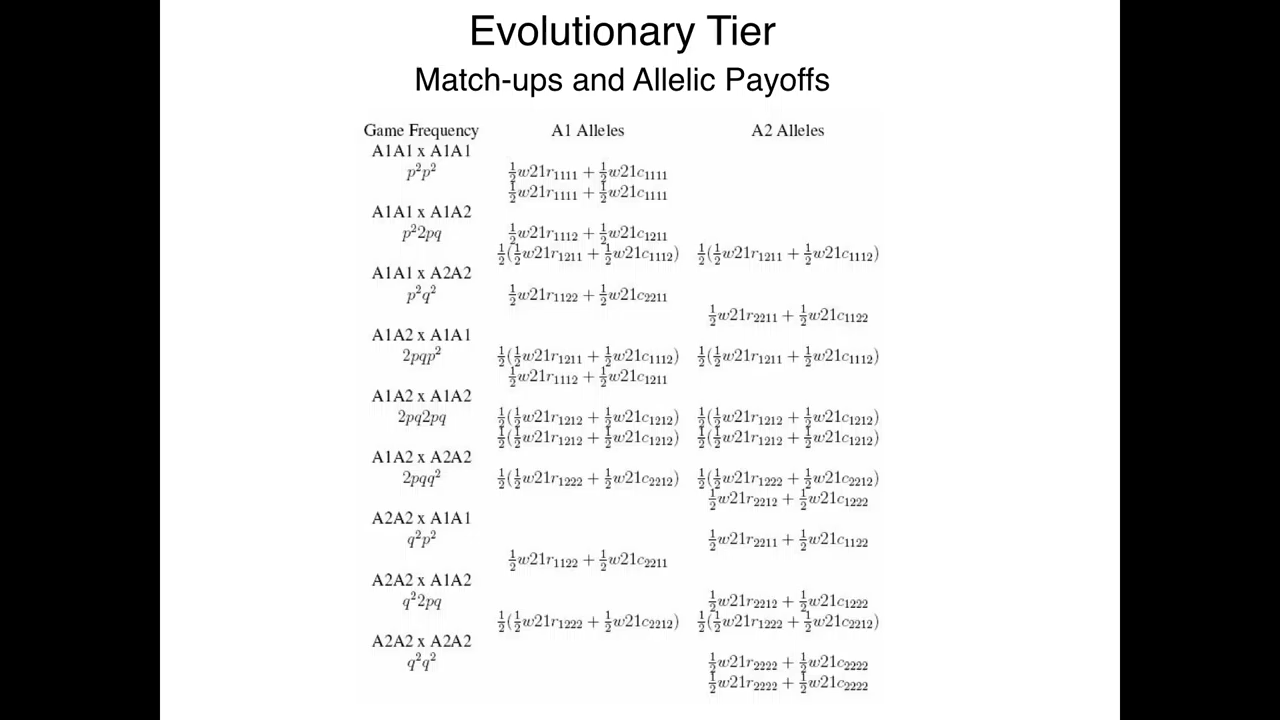 Evolutionary Tier
Match-ups and Allelic Payoffs
Game Frequency A1 Alleles A2 Alleles
A1A1 x A1A1
p²p² ½w21r₁₁₁₁ + ½w21c₁₁₁₁
½w21r₁₁₁₁ + ½w21c₁₁₁₁
A1A1 x A1A2
p²2pq ½w21r₁₁₁₂ + ½w21c₁₂₁₁
½(½w21r₁₂₁₁ + ½w21c₁₁₁₂) ½(½w21r₁₂₁₁ + ½w21c₁₁₁₂)
A1A1 x A2A2
p²q² ½w21r₁₁₂₂ + ½w21c₂₂₁₁
½w21r₂₂₁₁ + ½w21c₁₁₂₂
A1A2 x A1A1
2pqp² ½(½w21r₁₂₁₁ + ½w21c₁₁₁₂) ½(½w21r₁₂₁₁ + ½w21c₁₁₁₂)
½w21r₁₁₁₂ + ½w21c₁₂₁₁
A1A2 x A1A2
2pq2pq ½(½w21r₁₂₁₂ + ½w21c₁₂₁₂) ½(½w21r₁₂₁₂ + ½w21c₁₂₁₂)
½(½w21r₁₂₁₂ + ½w21c₁₂₁₂) ½(½w21r₁₂₁₂ + ½w21c₁₂₁₂)
A1A2 x A2A2
2pqq² ½(½w21r₁₂₂₂ + ½w21c₂₂₁₂) ½(½w21r₁₂₂₂ + ½w21c₂₂₁₂)
½w21r₂₂₁₂ + ½w21c₁₂₂₂
A2A2 x A1A1
q²p² ½w21r₂₂₁₁ + ½w21c₁₁₂₂
½w21r₁₁₂₂ + ½w21c₂₂₁₁
A2A2 x A1A2
q²2pq ½w21r₂₂₁₂ + ½w21c₁₂₂₂
½(½w21r₁₂₂₂ + ½w21c₂₂₁₂) ½(½w21r₁₂₂₂ + ½w21c₂₂₁₂)
A2A2 x A2A2
q²q² ½w21r₂₂₂₂ + ½w21c₂₂₂₂
½w21r₂₂₂₂ + ½w21c₂₂₂₂